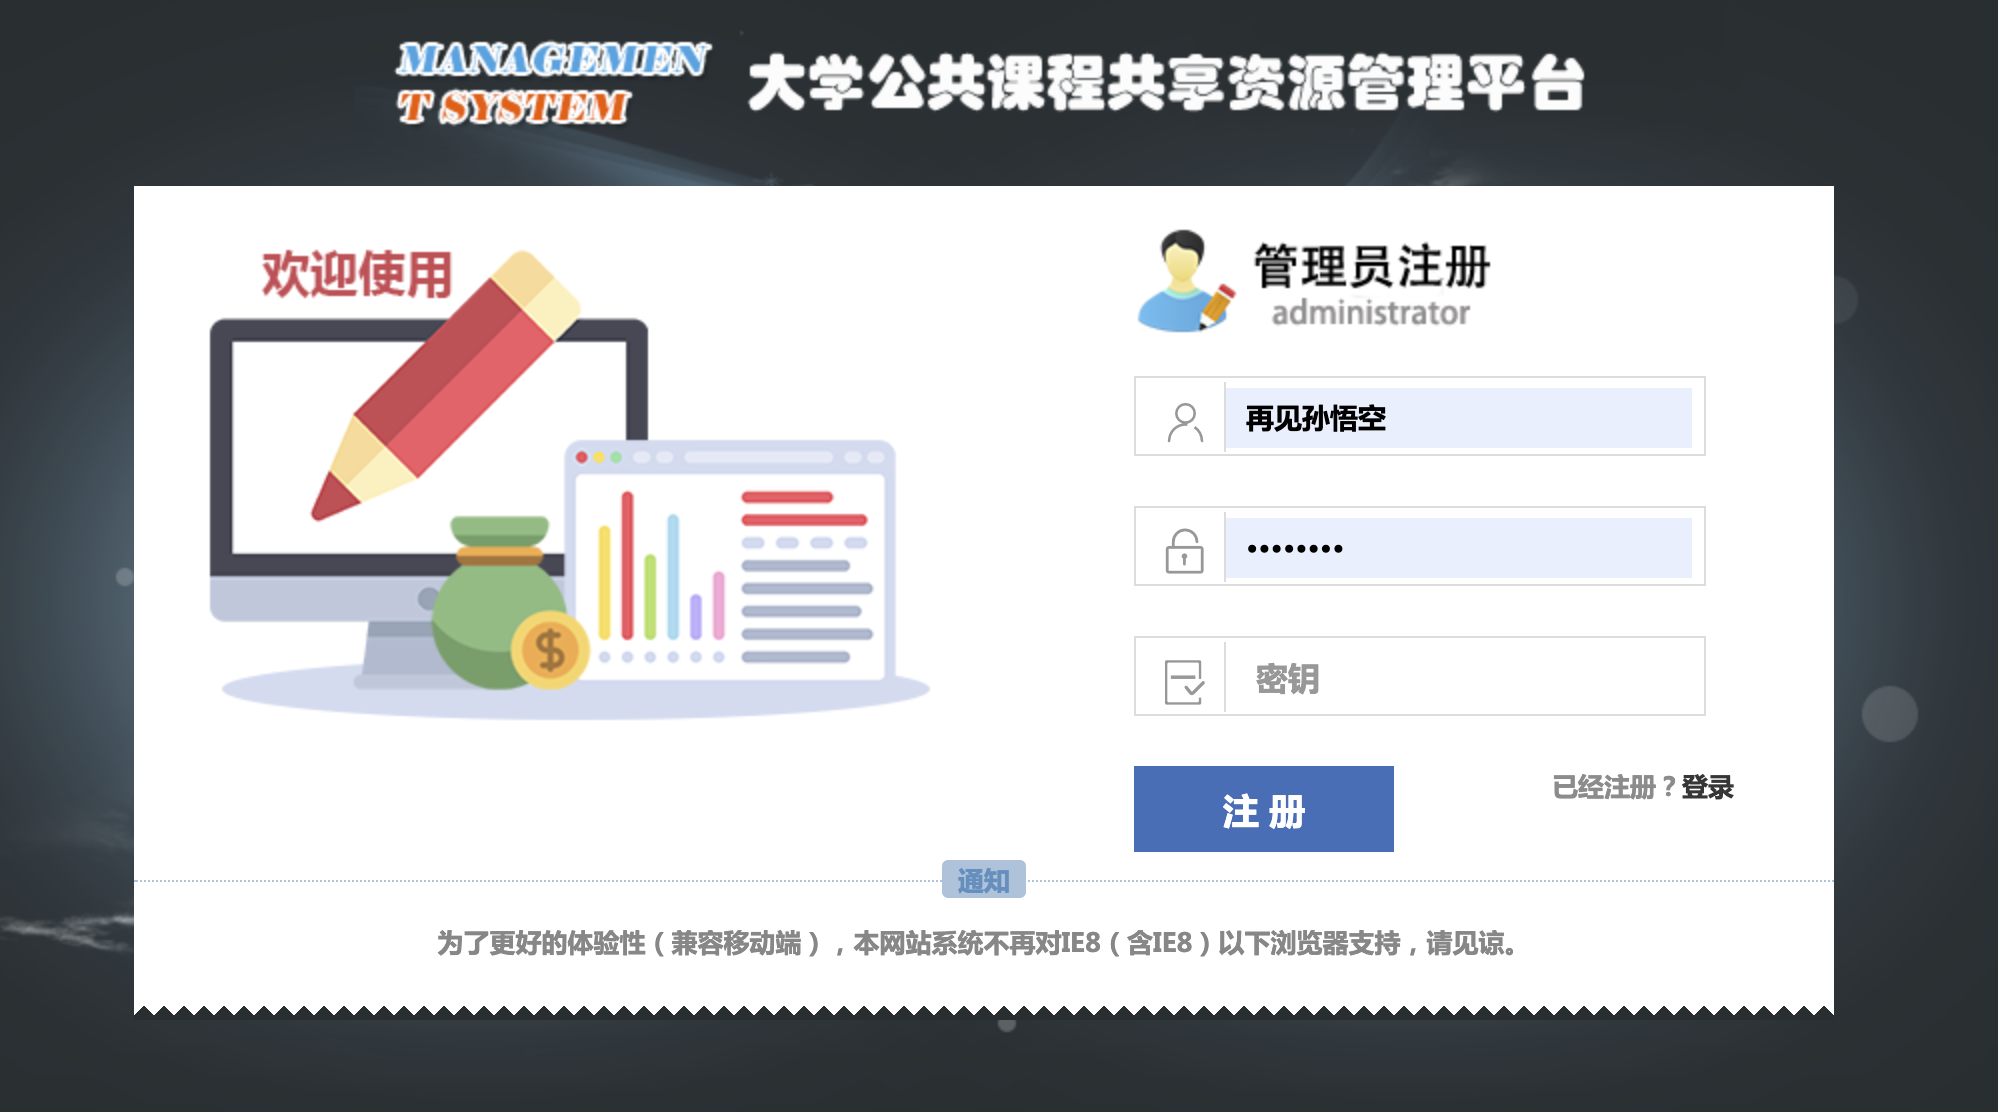 MANAGEMEN
T SYSTEM
大学公共课程共享资源管理平台
欢迎使用
$
管理员注册
administrator
再见孙悟空
••••••••
密钥
注 册
已经注册？登录
通知
为了更好的体验性（兼容移动端），本网站系统不再对IE8（含IE8）以下浏览器支持，请见谅。